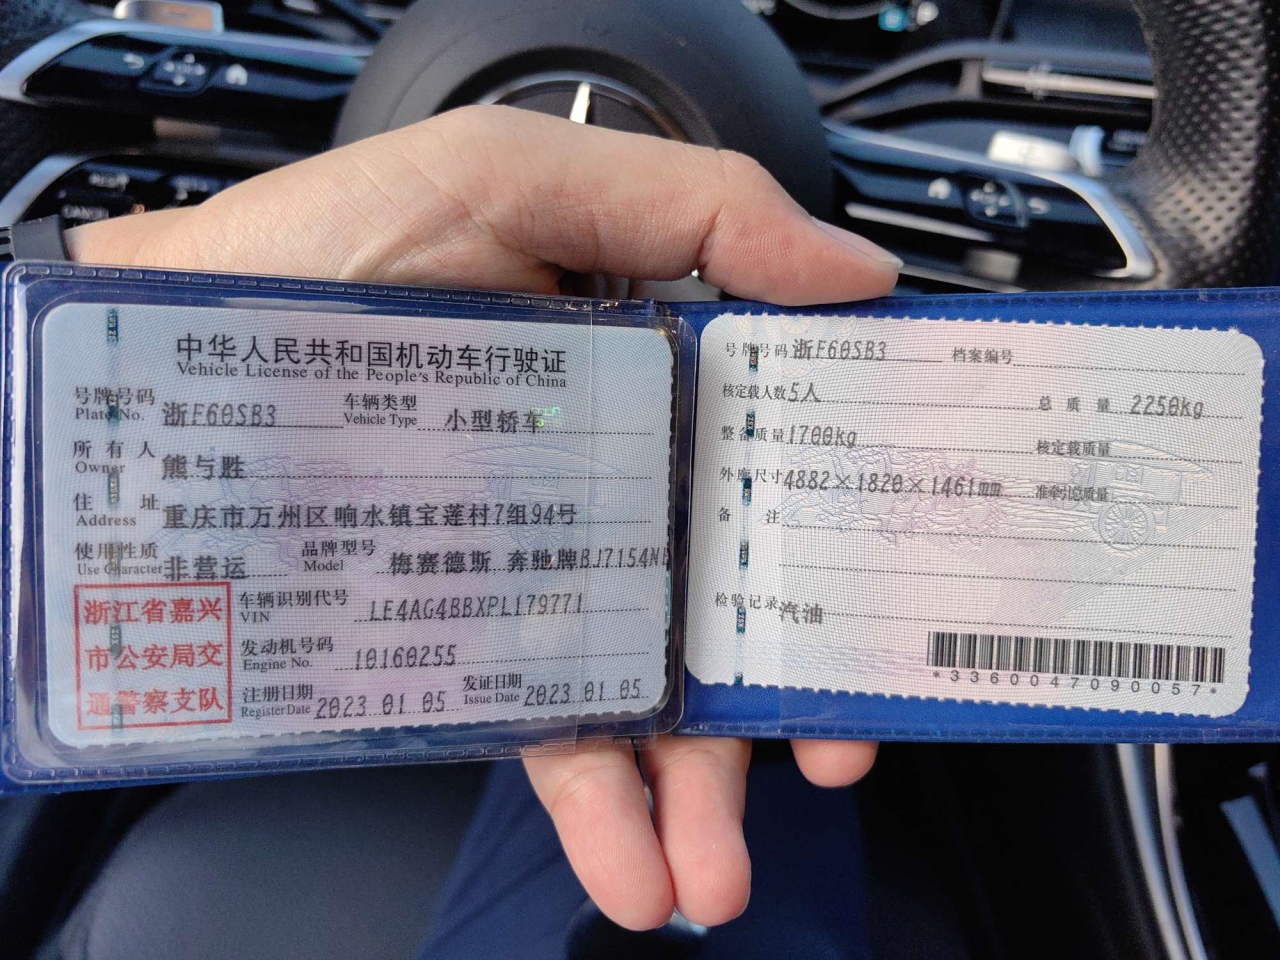 中华人民共和国机动车行驶证
Vehicle License of the People's Republic of China
号牌号码 浙F60SB3 车辆类型 小型轿车
Plate No. Vehicle Type
所有人 熊与胜
Owner
住址 重庆市万州区响水镇宝莲村7组94号
Address
使用性质 非营运 品牌型号 梅赛德斯 奔驰牌BJ7154NE
Use Character Model
浙江省嘉兴
市公安局交
通警察支队
车辆识别代号 LE4AG4BBXPL179771
VIN
发动机号码 10160255
Engine No.
注册日期 2023 01 05 发证日期 2023 01 05
Register Date Issue Date
号牌号码 浙F60SB3 档案编号
核定载人数 5人 总质量 2250kg
整备质量 1700kg 核定载质量
外廓尺寸 4882×1820×1461mm 准牵引总质量
备注
检验记录 汽油
*3360047090057*
CANCEL